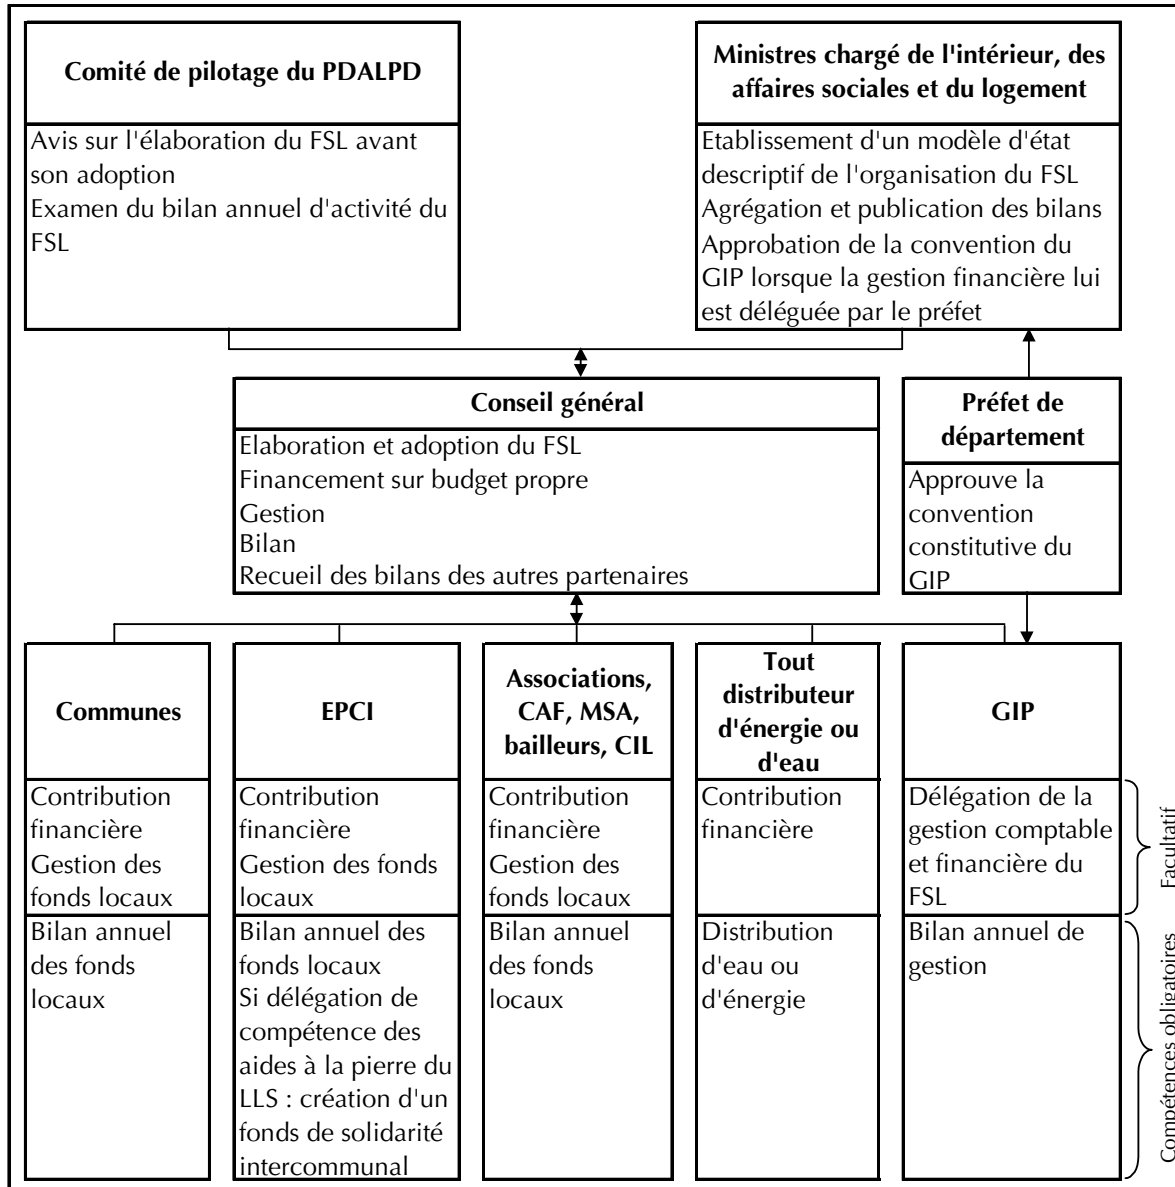 Comité de pilotage du PDALPD
Avis sur l'élaboration du FSL avant
son adoption
Examen du bilan annuel d'activité du
FSL
Ministres chargé de l'intérieur, des
affaires sociales et du logement
Etablissement d'un modèle d'état
descriptif de l'organisation du FSL
Agrégation et publication des bilans
Approbation de la convention du
GIP lorsque la gestion financière lui
est déléguée par le préfet
Conseil général
Elaboration et adoption du FSL
Financement sur budget propre
Gestion
Bilan
Recueil des bilans des autres partenaires
Préfet de
département
Approuve la
convention
constitutive du
GIP
Communes
Contribution
financière
Gestion des
fonds locaux
Bilan annuel
des fonds
locaux
EPCI
Contribution
financière
Gestion des fonds
locaux
Bilan annuel des
fonds locaux
Si délégation de
compétence des
aides à la pierre du
LLS : création d'un
fonds de solidarité
intercommunal
Associations,
CAF, MSA,
bailleurs, CIL
Contribution
financière
Gestion des
fonds locaux
Bilan annuel
des fonds
locaux
Tout
distributeur
d'énergie ou
d'eau
Contribution
financière
Distribution
d'eau ou
d'énergie
GIP
Délégation de la
gestion comptable
et financière du
FSL
Bilan annuel de
gestion
Facultatif
Compétences obligatoires